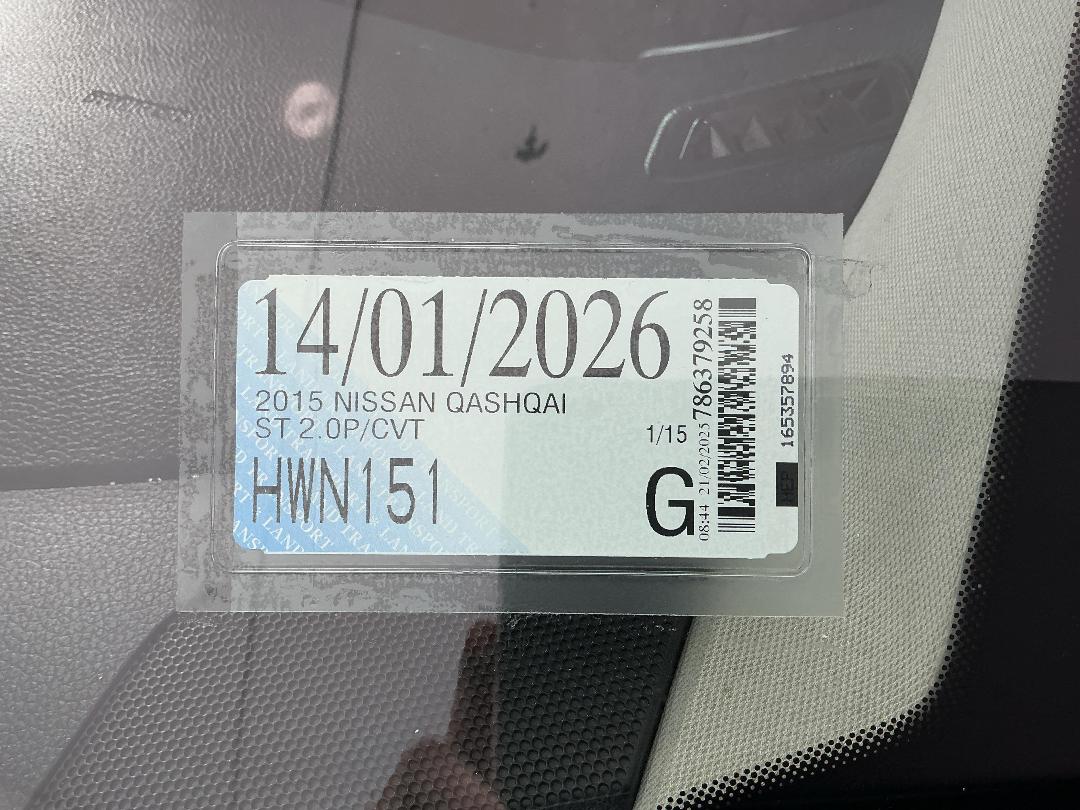 14/01/2026
2015 NISSAN QASHQAI
ST 2.0P/CVT
1/15
HWN151
G
08:44 21/02/2025 786379258
165357894
HEP